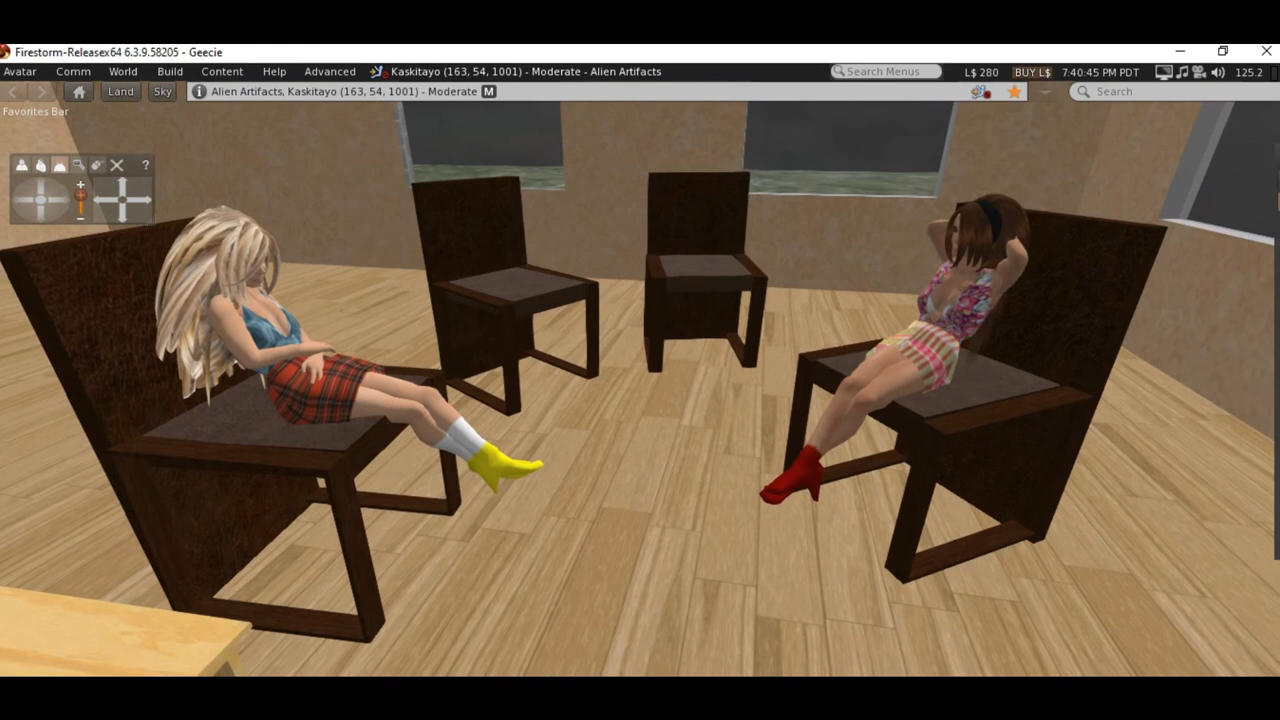 Firestorm-Releasex64 6.3.9.58205 - Geecie
Avatar Comm World Build Content Help Advanced Kaskitayo (163, 54, 1001) - Moderate - Alien Artifacts Search Menus L$ 280 BUY L$ 7:40:45 PM PDT 125.2
Land Sky Alien Artifacts, Kaskitayo (163, 54, 1001) - Moderate M Search
Favorites Bar
?